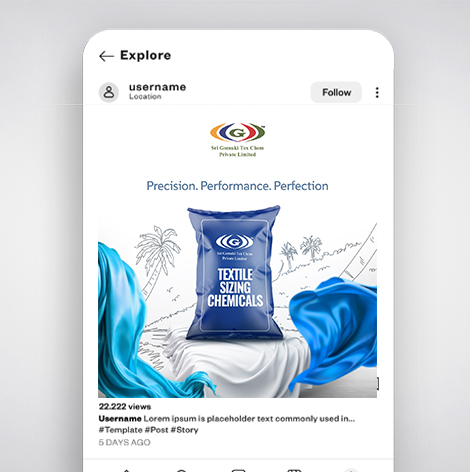 ← Explore
username
Location
Follow
G
Sri Gomuki Tex Chem
Private Limited
Precision. Performance. Perfection
G
Sri Gomuki Tex Chem
Private Limited
TEXTILE
SIZING
CHEMICALS
22.222 views
Username Lorem ipsum is placeholder text commonly used in...
#Template #Post #Story
5 DAYS AGO